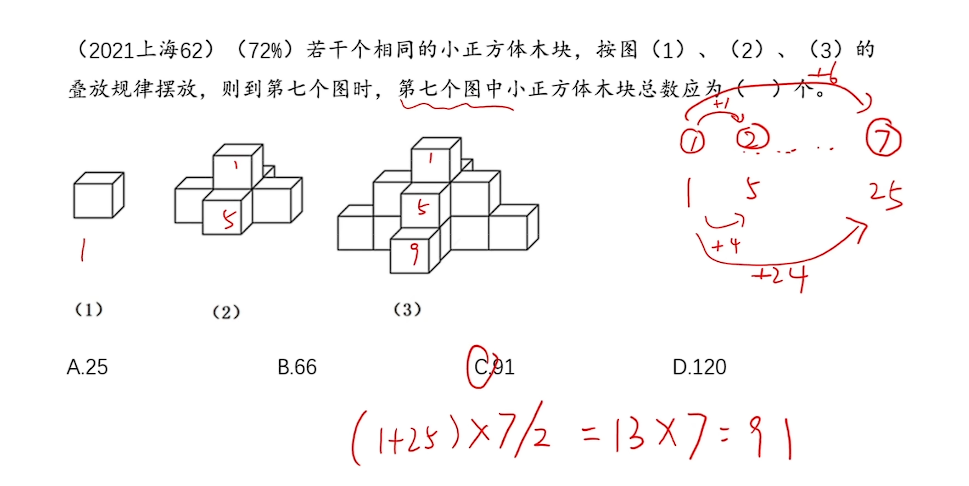 （2021上海62）（72%）若干个相同的小正方体木块，按图（1）、（2）、（3）的
叠放规律摆放，则到第七个图时，第七个图中小正方体木块总数应为（ ）个。
+6
+1
① ② …… ⑦
1 5 25
+4
+24
1
1
5
1
5
9
（1）
（2）
（3）
A.25 B.66 C.91 D.120
(1+25)×7/2 =13×7=91